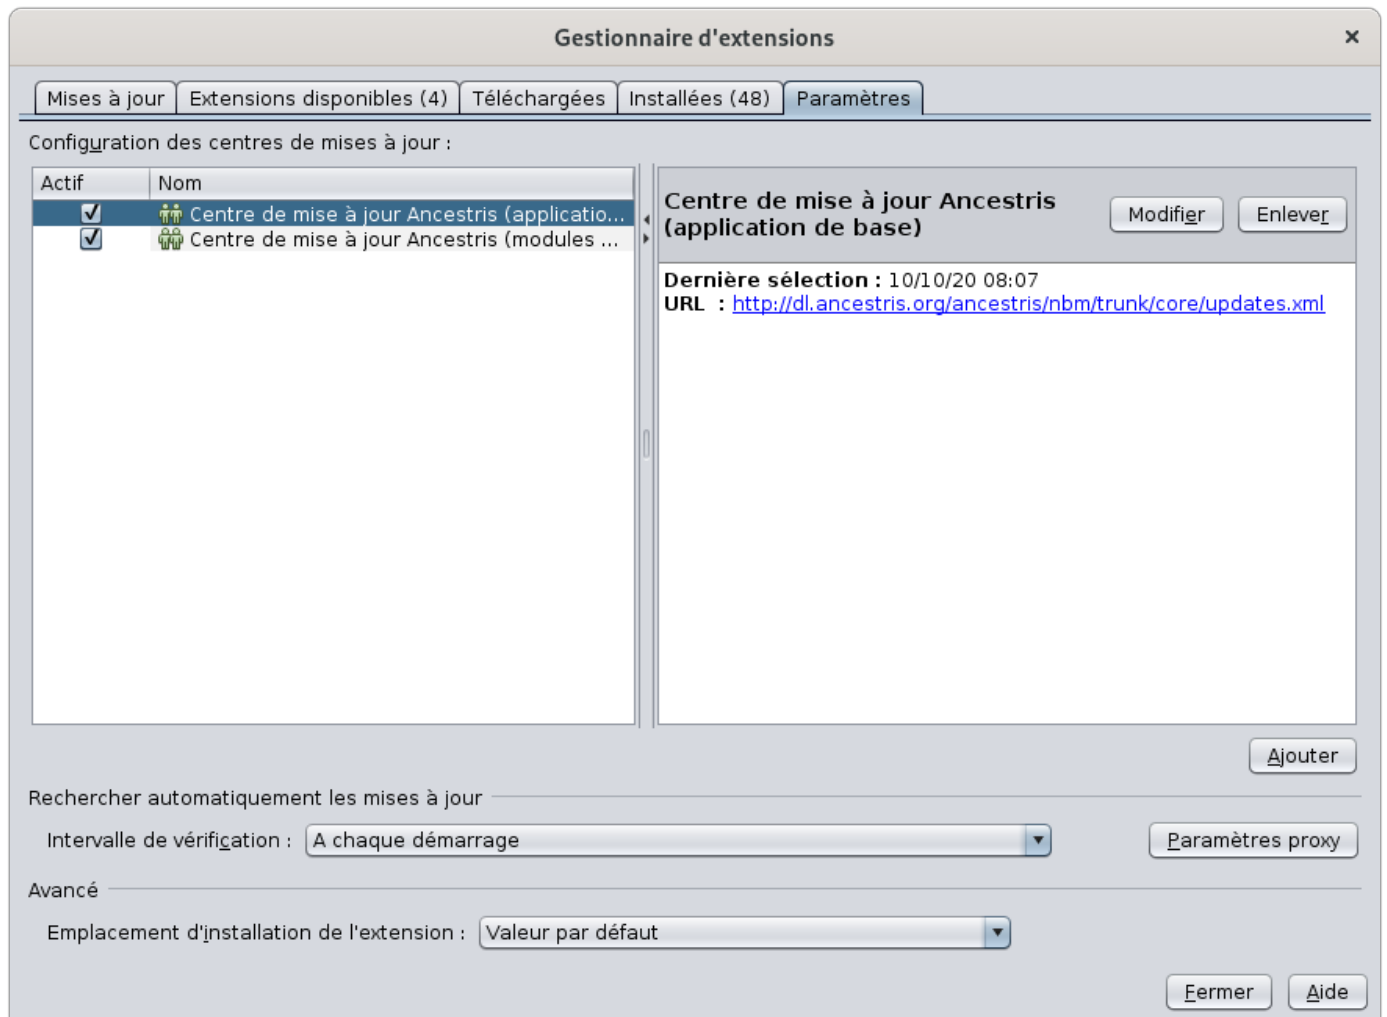 Gestionnaire d'extensions
Mises à jour
Extensions disponibles (4)
Téléchargées
Installées (48)
Paramètres
Configuration des centres de mises à jour :
Actif
Nom
Centre de mise à jour Ancestris (applicatio...
Centre de mise à jour Ancestris (modules ...
Centre de mise à jour Ancestris
(application de base)
Modifier
Enlever
Dernière sélection : 10/10/20 08:07
URL : http://dl.ancestris.org/ancestris/nbm/trunk/core/updates.xml
Ajouter
Rechercher automatiquement les mises à jour
Intervalle de vérification :
A chaque démarrage
Paramètres proxy
Avancé
Emplacement d'installation de l'extension :
Valeur par défaut
Fermer
Aide